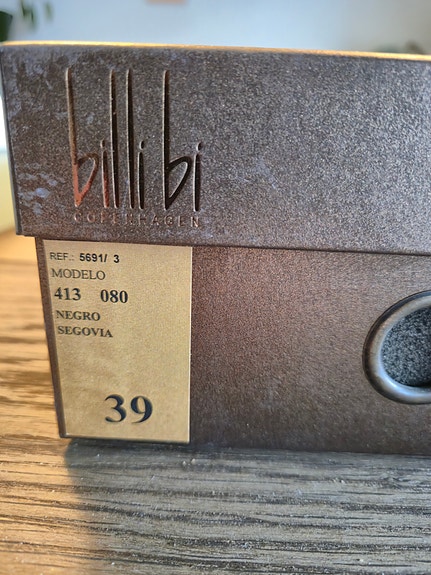 billi bi
COPENHAGEN
REF.: 5691/ 3
MODELO
413 080
NEGRO
SEGOVIA
39